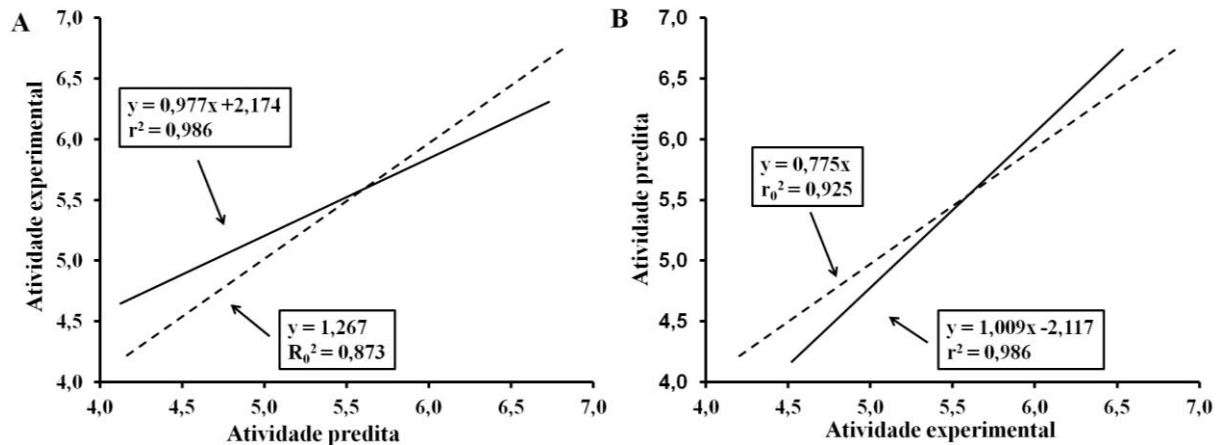 A
Atividade experimental
7,0
6,5
6,0
5,5
5,0
4,5
4,0
y = 0,977x +2,174
r² = 0,986
y = 1,267
R₀² = 0,873
4,0 4,5 5,0 5,5 6,0 6,5 7,0
Atividade predita
B
Atividade predita
7,0
6,5
6,0
5,5
5,0
4,5
4,0
y = 0,775x
r₀² = 0,925
y = 1,009x -2,117
r² = 0,986
4,0 4,5 5,0 5,5 6,0 6,5 7,0
Atividade experimental